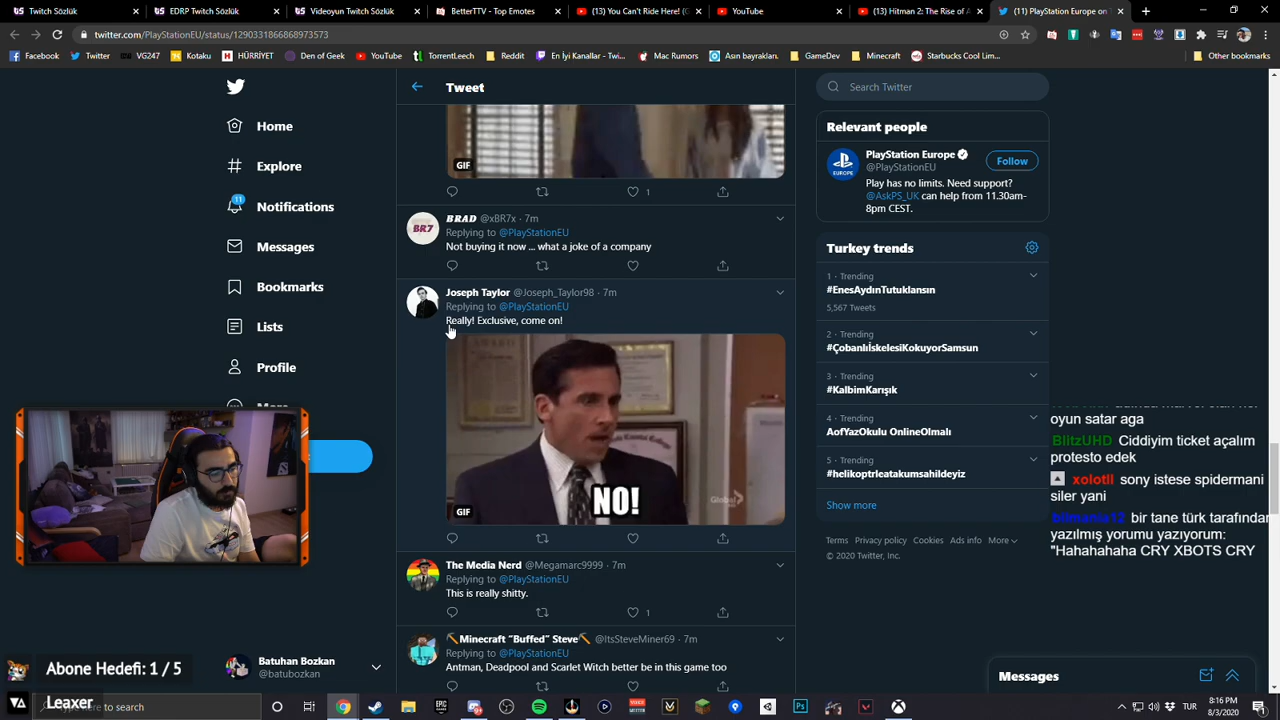 Twitch Sözlük
EDRP Twitch Sözlük
Videoyun Twitch Sözlük
BetterTTV - Top Emotes
(13) You Can't Ride Here! (
YouTube
(13) Hitman 2: The Rise of A
(11) PlayStation Europe on T
twitter.com/PlayStationEU/status/1290331866868973573
Facebook
Twitter
VG247
Kotaku
HÜRRİYET
Den of Geek
YouTube
torrentLeech
Reddit
En İyi Kanallar - Twi...
Mac Rumors
Asın bayrakları.
GameDev
Minecraft
Starbucks Cool Lim...
Other bookmarks
Home
Explore
11
Notifications
Messages
Bookmarks
Lists
Profile
More
Batuhan Bozkan
@batubozkan
Tweet
GIF
1
BRAD @xBR7x · 7m
Replying to @PlayStationEU
Not buying it now ... what a joke of a company
BR7
Joseph Taylor @Joseph_Taylor98 · 7m
Replying to @PlayStationEU
Really! Exclusive, come on!
NO!
Global
GIF
The Media Nerd @Megamarc9999 · 7m
Replying to @PlayStationEU
This is really shitty.
1
Minecraft “Buffed” Steve @ItsSteveMiner69 · 7m
Replying to @PlayStationEU
Antman, Deadpool and Scarlet Witch better be in this game too
Search Twitter
Relevant people
EUROPE
PlayStation Europe
@PlayStationEU
Follow
Play has no limits. Need support?
@AskPS_UK can help from 11.30am-
8pm CEST.
Turkey trends
1 · Trending
#EnesAydınTutuklansın
5,567 Tweets
2 · Trending
#ÇobanlıİskelesiKokuyorSamsun
3 · Trending
#KalbimKarışık
4 · Trending
AofYazOkulu OnlineOlmalı
5 · Trending
#helikoptrleatakumsahildeyiz
Show more
Terms Privacy policy Cookies Ads info More
© 2020 Twitter, Inc.
Messages
oyun satar aga
BlitzUHD Ciddiyim ticket açalım
protesto edek
xolotll sony istese spidermani
siler yani
bir tane türk tarafından
yazılmış yorumu yazıyorum:
"Hahahahaha CRY XBOTS CRY
Abone Hedefi: 1 / 5
Leaxer
here to search
TUR
8:16 PM
8/3/2020